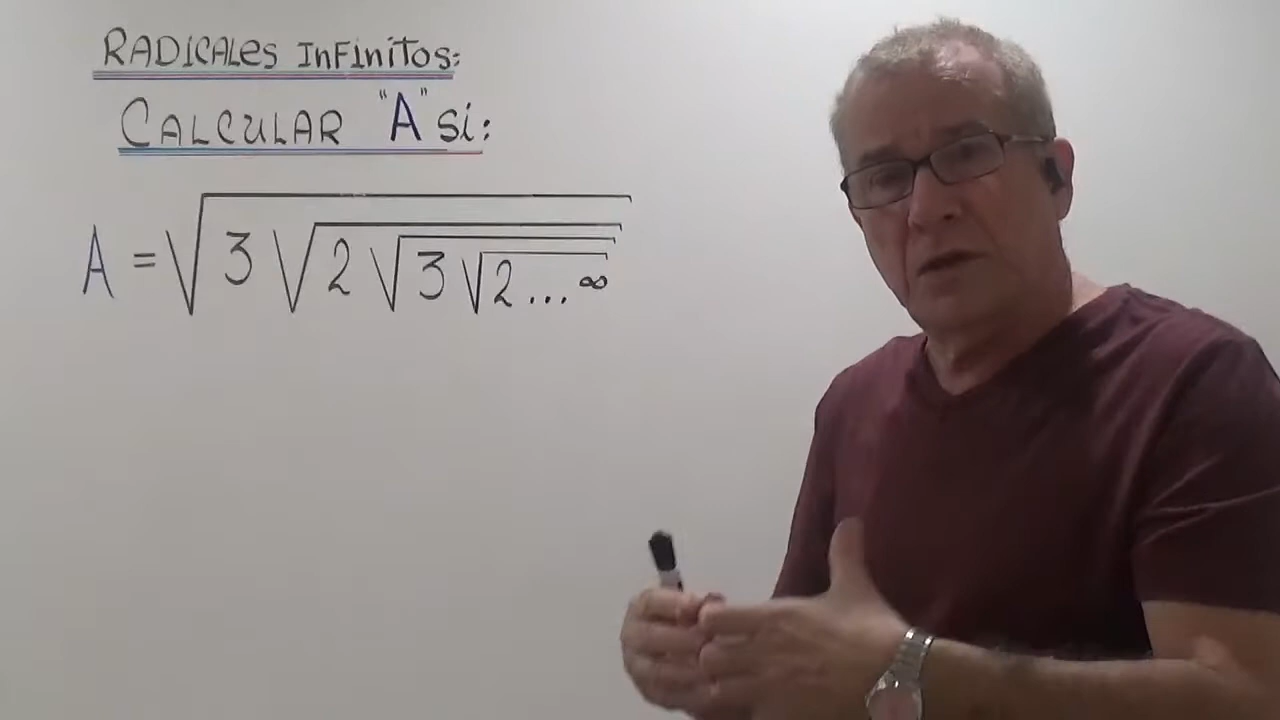 RADICALES InFinitos:
CALCULAR "A" si:
A = √3√2√3√2...∞